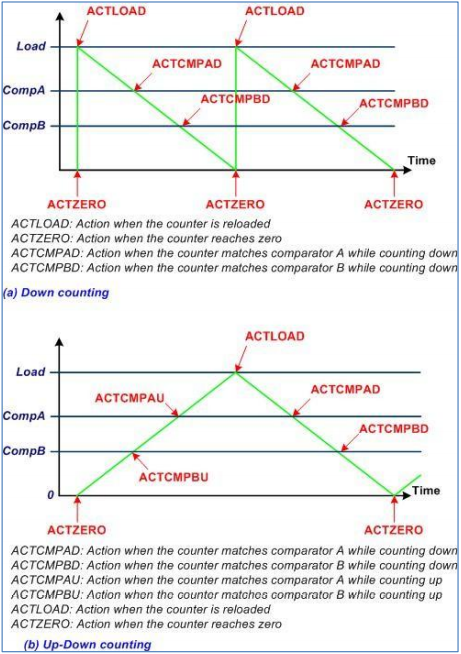 ACTLOAD ACTLOAD
Load
ACTCMPAD ACTCMPAD
CompA
ACTCMPBD ACTCMPBD
CompB
Time
ACTZERO ACTZERO ACTZERO
ACTLOAD: Action when the counter is reloaded
ACTZERO: Action when the counter reaches zero
ACTCMPAD: Action when the counter matches comparator A while counting down
ACTCMPBD: Action when the counter matches comparator B while counting down
(a) Down counting
ACTLOAD
Load
ACTCMPAU ACTCMPAD
CompA
ACTCMPBD
CompB
ACTCMPBU
0 Time
ACTZERO ACTZERO
ACTCMPAD: Action when the counter matches comparator A while counting down
ACTCMPBD: Action when the counter matches comparator B while counting down
ACTCMPAU: Action when the counter matches comparator A while counting up
ACTCMPBU: Action when the counter matches comparator B while counting up
ACTLOAD: Action when the counter is reloaded
ACTZERO: Action when the counter reaches zero
(b) Up-Down counting